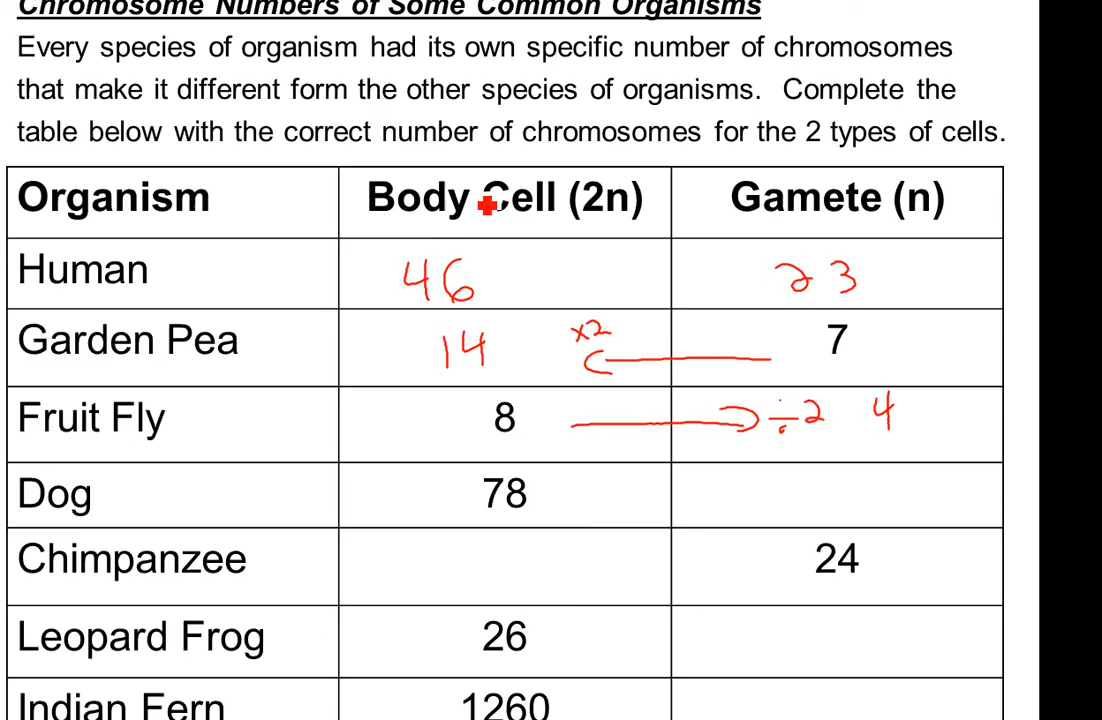 Chromosome Numbers of Some Common Organisms
Every species of organism had its own specific number of chromosomes
that make it different form the other species of organisms. Complete the
table below with the correct number of chromosomes for the 2 types of cells.
Organism Body Cell (2n) Gamete (n)
Human 46 23
Garden Pea 14 x2 7
Fruit Fly 8 ÷2 4
Dog 78
Chimpanzee 24
Leopard Frog 26
Indian Fern 1260